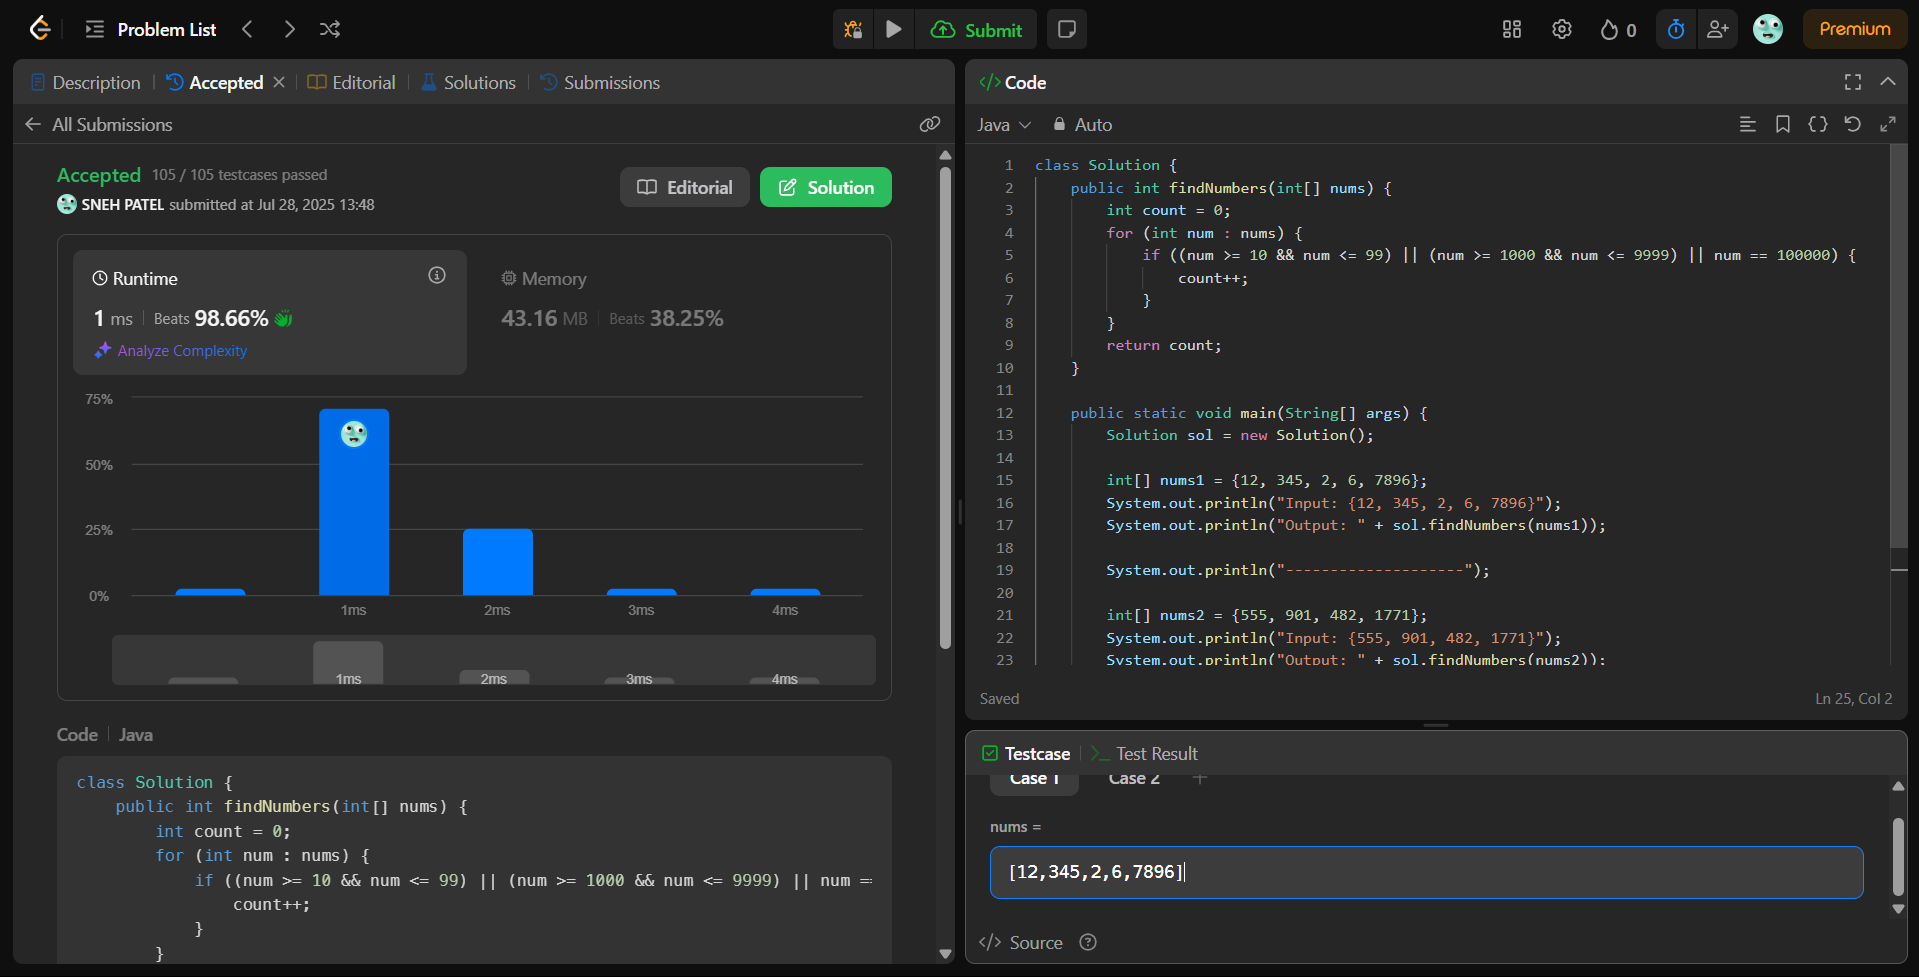 Problem List
Submit
0
Premium
Description
Accepted
Editorial
Solutions
Submissions
All Submissions
Accepted 105 / 105 testcases passed
SNEH PATEL submitted at Jul 28, 2025 13:48
Editorial
Solution
Runtime
1 ms Beats 98.66%
Analyze Complexity
Memory
43.16 MB Beats 38.25%
75%
50%
25%
0%
1ms 2ms 3ms 4ms
1ms 2ms 3ms 4ms
Code Java
class Solution {
public int findNumbers(int[] nums) {
int count = 0;
for (int num : nums) {
if ((num >= 10 && num <= 99) || (num >= 1000 && num <= 9999) || num ==
count++;
}
}
</> Code
Java Auto
1 class Solution {
2 public int findNumbers(int[] nums) {
3 int count = 0;
4 for (int num : nums) {
5 if ((num >= 10 && num <= 99) || (num >= 1000 && num <= 9999) || num == 100000) {
6 count++;
7 }
8 }
9 return count;
10 }
11
12 public static void main(String[] args) {
13 Solution sol = new Solution();
14
15 int[] nums1 = {12, 345, 2, 6, 7896};
16 System.out.println("Input: {12, 345, 2, 6, 7896}");
17 System.out.println("Output: " + sol.findNumbers(nums1));
18
19 System.out.println("--------------------");
20
21 int[] nums2 = {555, 901, 482, 1771};
22 System.out.println("Input: {555, 901, 482, 1771}");
23 System.out.println("Output: " + sol.findNumbers(nums2));
Saved
Ln 25, Col 2
Testcase
Test Result
Case 1 Case 2 +
nums =
[12,345,2,6,7896]
</> Source ?